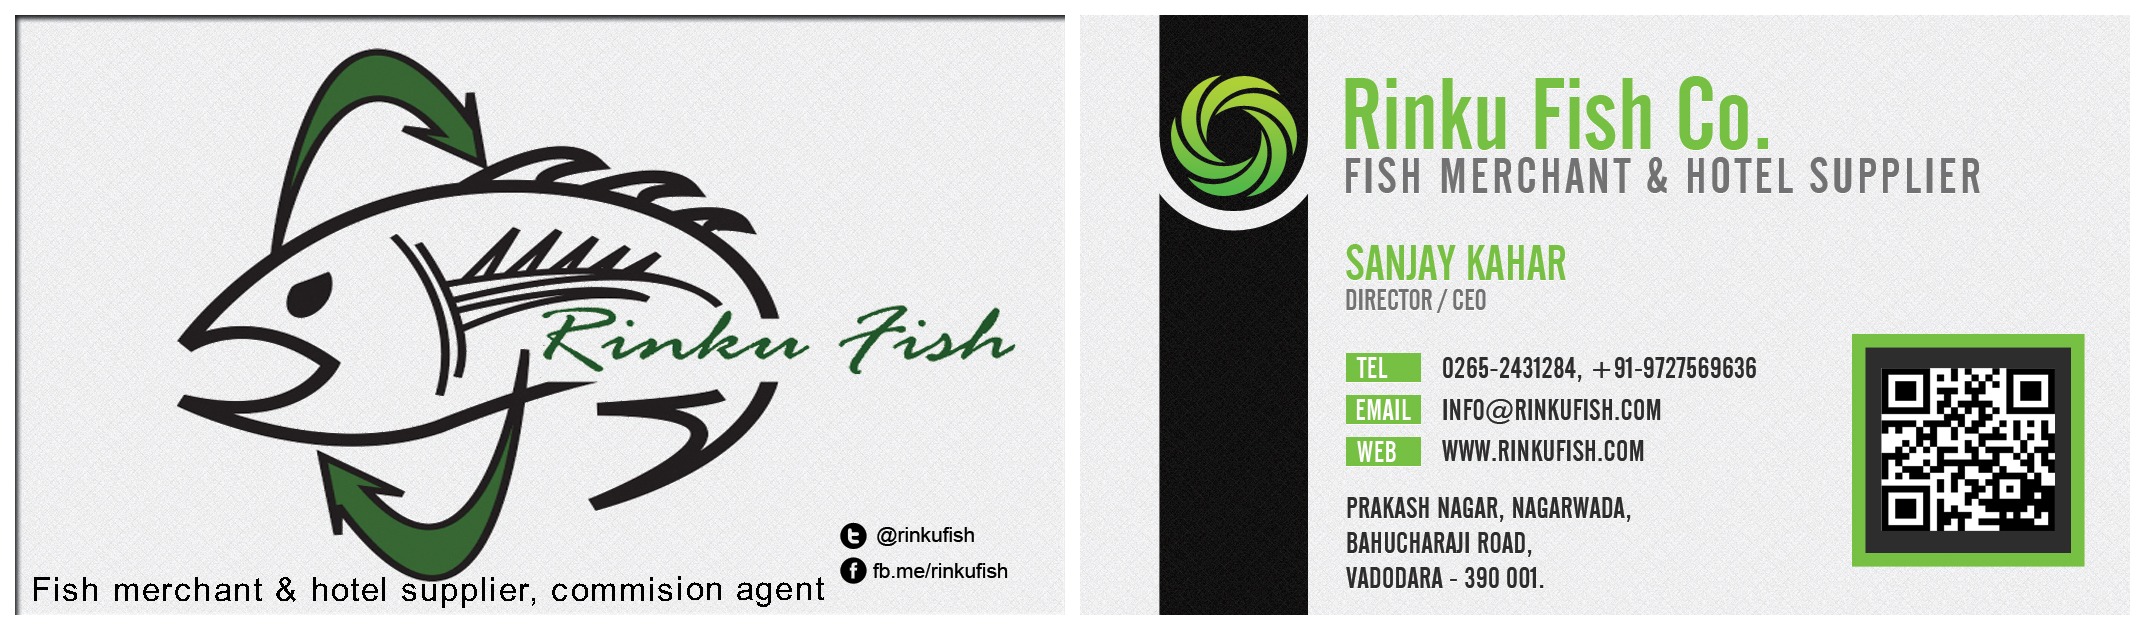 Rinku Fish
@rinkufish
fb.me/rinkufish
Fish merchant & hotel supplier, commision agent
Rinku Fish Co.
FISH MERCHANT & HOTEL SUPPLIER
SANJAY KAHAR
DIRECTOR / CEO
TEL 0265-2431284, +91-9727569636
EMAIL INFO@RINKUFISH.COM
WEB WWW.RINKUFISH.COM
PRAKASH NAGAR, NAGARWADA,
BAHUCHARAJI ROAD,
VADODARA - 390 001.